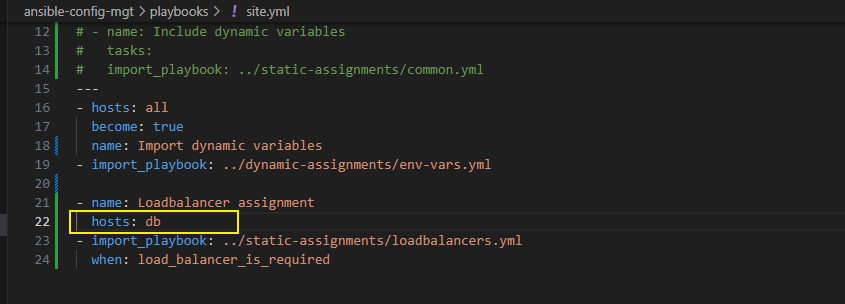 ansible-config-mgt > playbooks > ! site.yml
12 # - name: Include dynamic variables
13 #   tasks:
14 #   import_playbook: ../static-assignments/common.yml
15 ---
16 - hosts: all
17   become: true
18   name: Import dynamic variables
19 - import_playbook: ../dynamic-assignments/env-vars.yml
20
21 - name: Loadbalancer assignment
22   hosts: db
23 - import_playbook: ../static-assignments/loadbalancers.yml
24   when: load_balancer_is_required